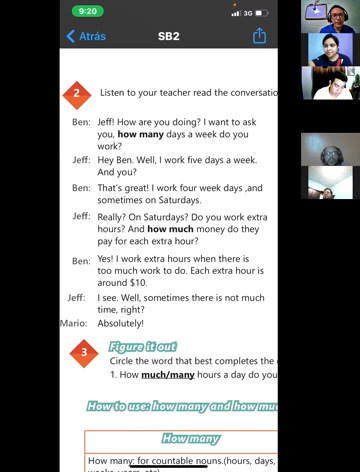 9:20
3G
Atrás
SB2
2 Listen to your teacher read the conversatio
Ben: Jeff! How are you doing? I want to ask
you, how many days a week do you
work?
Jeff: Hey Ben. Well, I work five days a week.
And you?
Ben: That's great! I work four week days ,and
sometimes on Saturdays.
Jeff: Really? On Saturdays? Do you work extra
hours? And how much money do they
pay for each extra hour?
Ben: Yes! I work extra hours when there is
too much work to do. Each extra hour is
around $10.
Jeff: I see. Well, sometimes there is not much
time, right?
Mario: Absolutely!
3 Figure it out
Circle the word that best completes the
1. How much/many hours a day do you
How to use: how many and how mu
How many
How many: for countable nouns.(hours, days,